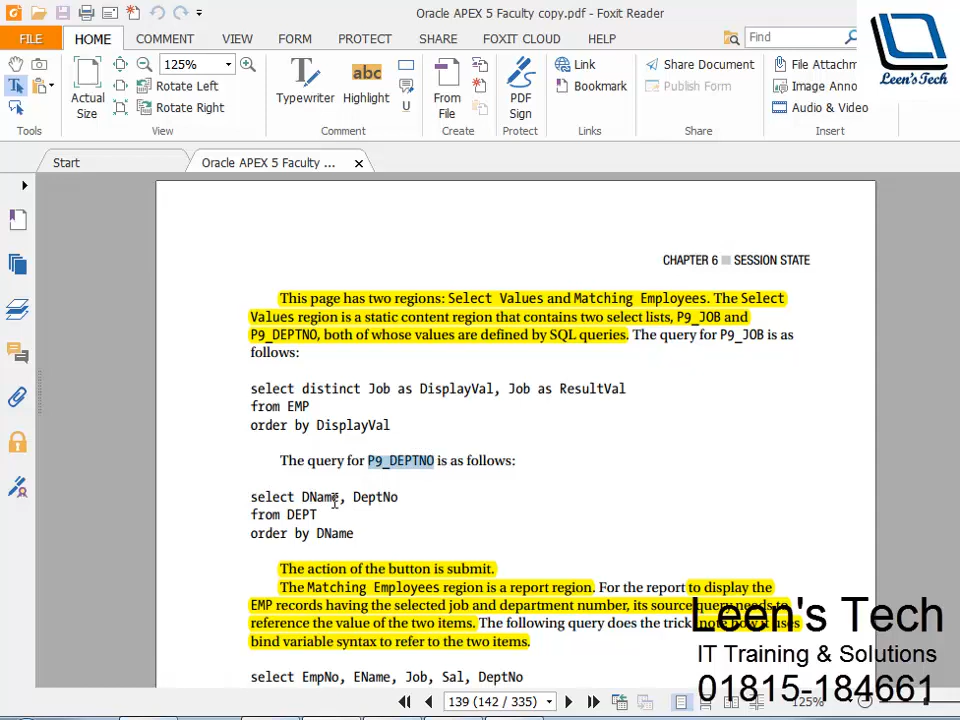 Oracle APEX 5 Faculty copy.pdf - Foxit Reader
FILE
HOME
COMMENT
VIEW
FORM
PROTECT
SHARE
FOXIT CLOUD
HELP
Find
Leen'sTech
125%
Rotate Left
Rotate Right
Actual
Size
Typewriter
abc
Highlight
U
From
File
PDF
Sign
Link
Bookmark
Share Document
Publish Form
File Attachm
Image Anno
Audio & Video
Tools
View
Comment
Create
Protect
Links
Share
Insert
Start
Oracle APEX 5 Faculty ...
CHAPTER 6 ■ SESSION STATE
This page has two regions: Select Values and Matching Employees. The Select
Values region is a static content region that contains two select lists, P9_JOB and
P9_DEPTNO, both of whose values are defined by SQL queries. The query for P9_JOB is as
follows:
select distinct Job as DisplayVal, Job as ResultVal
from EMP
order by DisplayVal
The query for P9_DEPTNO is as follows:
select DName, DeptNo
from DEPT
order by DName
The action of the button is submit.
The Matching Employees region is a report region. For the report to display the
EMP records having the selected job and department number, its source query needs to
reference the value of the two items. The following query does the trick note how it uses
bind variable syntax to refer to the two items.
select EmpNo, EName, Job, Sal, DeptNo
Leen's Tech
IT Training & Solutions
01815-184661
139 (142 / 335)
125%